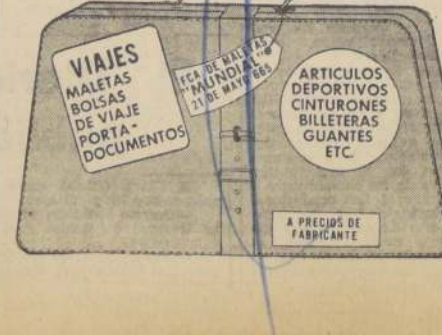 VIAJES
MALETAS
BOLSAS
DE VIAJE
PORTA-
DOCUMENTOS
FCA. DE MALETAS
"MUNDIAL"
21 DE MAYO 665
ARTICULOS
DEPORTIVOS
CINTURONES
BILLETERAS
GUANTES
ETC.
A PRECIOS DE
FABRICANTE